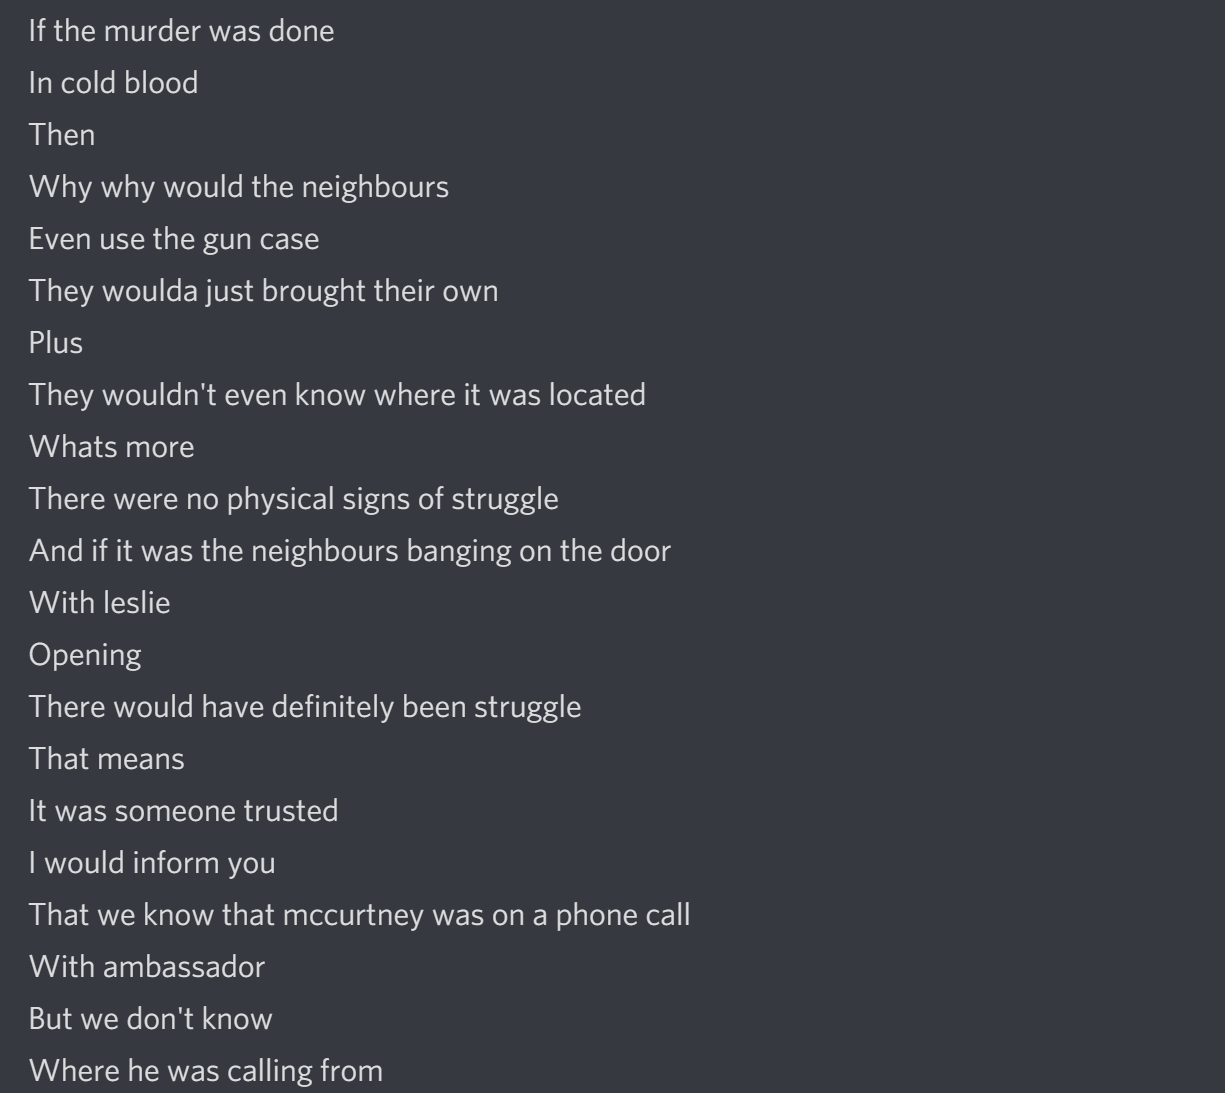 If the murder was done
In cold blood
Then
Why why would the neighbours
Even use the gun case
They woulda just brought their own
Plus
They wouldn't even know where it was located
Whats more
There were no physical signs of struggle
And if it was the neighbours banging on the door
With leslie
Opening
There would have definitely been struggle
That means
It was someone trusted
I would inform you
That we know that mccurtney was on a phone call
With ambassador
But we don't know
Where he was calling from